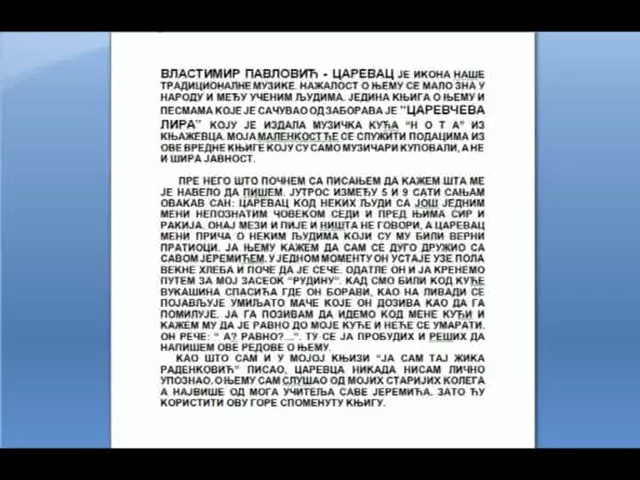 ВЛАСТИМИР ПАВЛОВИЋ - ЦАРЕВАЦ ЈЕ ИКОНА НАШЕ
ТРАДИЦИОНАЛНЕ МУЗИКЕ. НАЖАЛОСТ О ЊЕМУ СЕ МАЛО ЗНА У
НАРОДУ И МЕЂУ УЧЕНИМ ЉУДИМА. ЈЕДИНА КЊИГА О ЊЕМУ И
ПЕСМАМА КОЈЕ ЈЕ САЧУВАО ОД ЗАБОРАВА ЈЕ "ЦАРЕВЧЕВА
ЛИРА" КОЈУ ЈЕ ИЗДАЛА МУЗИЧКА КУЋА "Н О Т А" ИЗ
КЊАЖЕВЦА. МОЈА МАЛЕНКОСТЋЕ СЕ СЛУЖИТИ ПОДАЦИМА ИЗ
ОВЕ ВРЕДНЕ КЊИГЕ КОЈУ СУ САМО МУЗИЧАРИ КУПОВАЛИ, А НЕ
И ШИРА ЈАВНОСТ.
ПРЕ НЕГО ШТО ПОЧНЕМ СА ПИСАЊЕМ ДА КАЖЕМ ШТА МЕ
ЈЕ НАВЕЛО ДА ПИШЕМ. ЈУТРОС ИЗМЕЂУ 5 И 9 САТИ САЊАМ
ОВАКАВ САН: ЦАРЕВАЦ КОД НЕКИХ ЉУДИ СА ЈОШ ЈЕДНИМ
МЕНИ НЕПОЗНАТИМ ЧОВЕКОМ СЕДИ И ПРЕД ЊИМА СИР И
РАКИЈА. ОНАЈ МЕЗИ И ПИЈЕ И НИШТА НЕ ГОВОРИ, А ЦАРЕВАЦ
МЕНИ ПРИЧА О НЕКИМ ЉУДИМА КОЈИ СУ МУ БИЛИ ВЕРНИ
ПРАТИОЦИ. ЈА ЊЕМУ КАЖЕМ ДА САМ СЕ ДУГО ДРУЖИО СА
САВОМ ЈЕРЕМИЋЕМ. У ЈЕДНОМ МОМЕНТУ ОН УСТАЈЕ УЗЕ ПОЛА
ВЕКНЕ ХЛЕБА И ПОЧЕ ДА ЈЕ СЕЧЕ. ОДАТЛЕ ОН И ЈА КРЕНЕМО
ПУТЕМ ЗА МОЈ ЗАСЕОК "РУДИНУ". КАД СМО БИЛИ КОД КУЋЕ
ВУКАШИНА СПАСИЋА ГДЕ ОН БОРАВИ, КАО НА ЛИВАДИ СЕ
ПОЈАВЉУЈЕ УМИЉАТО МАЧЕ КОЈЕ ОН ДОЗИВА КАО ДА ГА
ПОМИЛУЈЕ. ЈА ГА ПОЗИВАМ ДА ИДЕМО КОД МЕНЕ КУЋИ И
КАЖЕМ МУ ДА ЈЕ РАВНО ДО МОЈЕ КУЋЕ И НЕЋЕ СЕ УМАРАТИ.
ОН РЕЧЕ: " А? РАВНО?....". ТУ СЕ ЈА ПРОБУДИХ И РЕШИХ ДА
НАПИШЕМ ОВЕ РЕДОВЕ О ЊЕМУ.
КАО ШТО САМ И У МОЈОЈ КЊИЗИ "ЈА САМ ТАЈ ЖИКА
РАДЕНКОВИЋ" ПИСАО, ЦАРЕВЦА НИКАДА НИСАМ ЛИЧНО
УПОЗНАО, О ЊЕМУ САМ СЛУШАО ОД МОЈИХ СТАРИЈИХ КОЛЕГА
А НАЈВИШЕ ОД МОГА УЧИТЕЉА САВЕ ЈЕРЕМИЋА. ЗАТО ЋУ
КОРИСТИТИ ОВУ ГОРЕ СПОМЕНУТУ КЊИГУ.